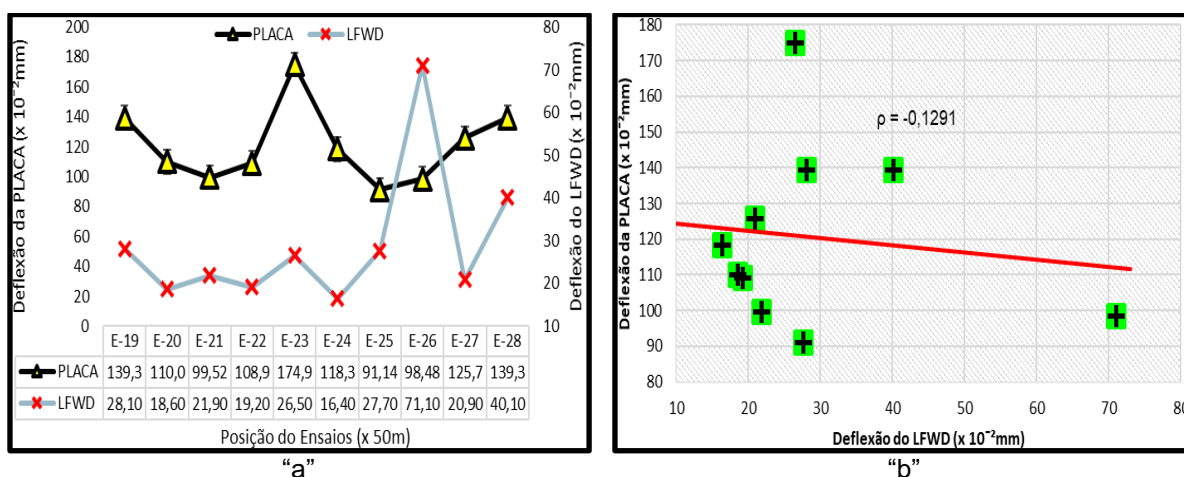 PLACA LFWD
Deflexão da PLACA (x 10⁻²mm)
200
180
160
140
120
100
80
60
40
20
0
80
70
60
50
40
30
20
10
Deflexão do LFWD (x 10⁻²mm)
E-19 E-20 E-21 E-22 E-23 E-24 E-25 E-26 E-27 E-28
PLACA 139,3 110,0 99,52 108,9 174,9 118,3 91,14 98,48 125,7 139,3
LFWD 28,10 18,60 21,90 19,20 26,50 16,40 27,70 71,10 20,90 40,10
Posição do Ensaios (x 50m)
"a"
Deflexão da PLACA (x 10⁻²mm)
180
170
160
150
140
130
120
110
100
90
80
ρ = -0,1291
10 20 30 40 50 60 70 80
Deflexão do LFWD (x 10⁻²mm)
"b"